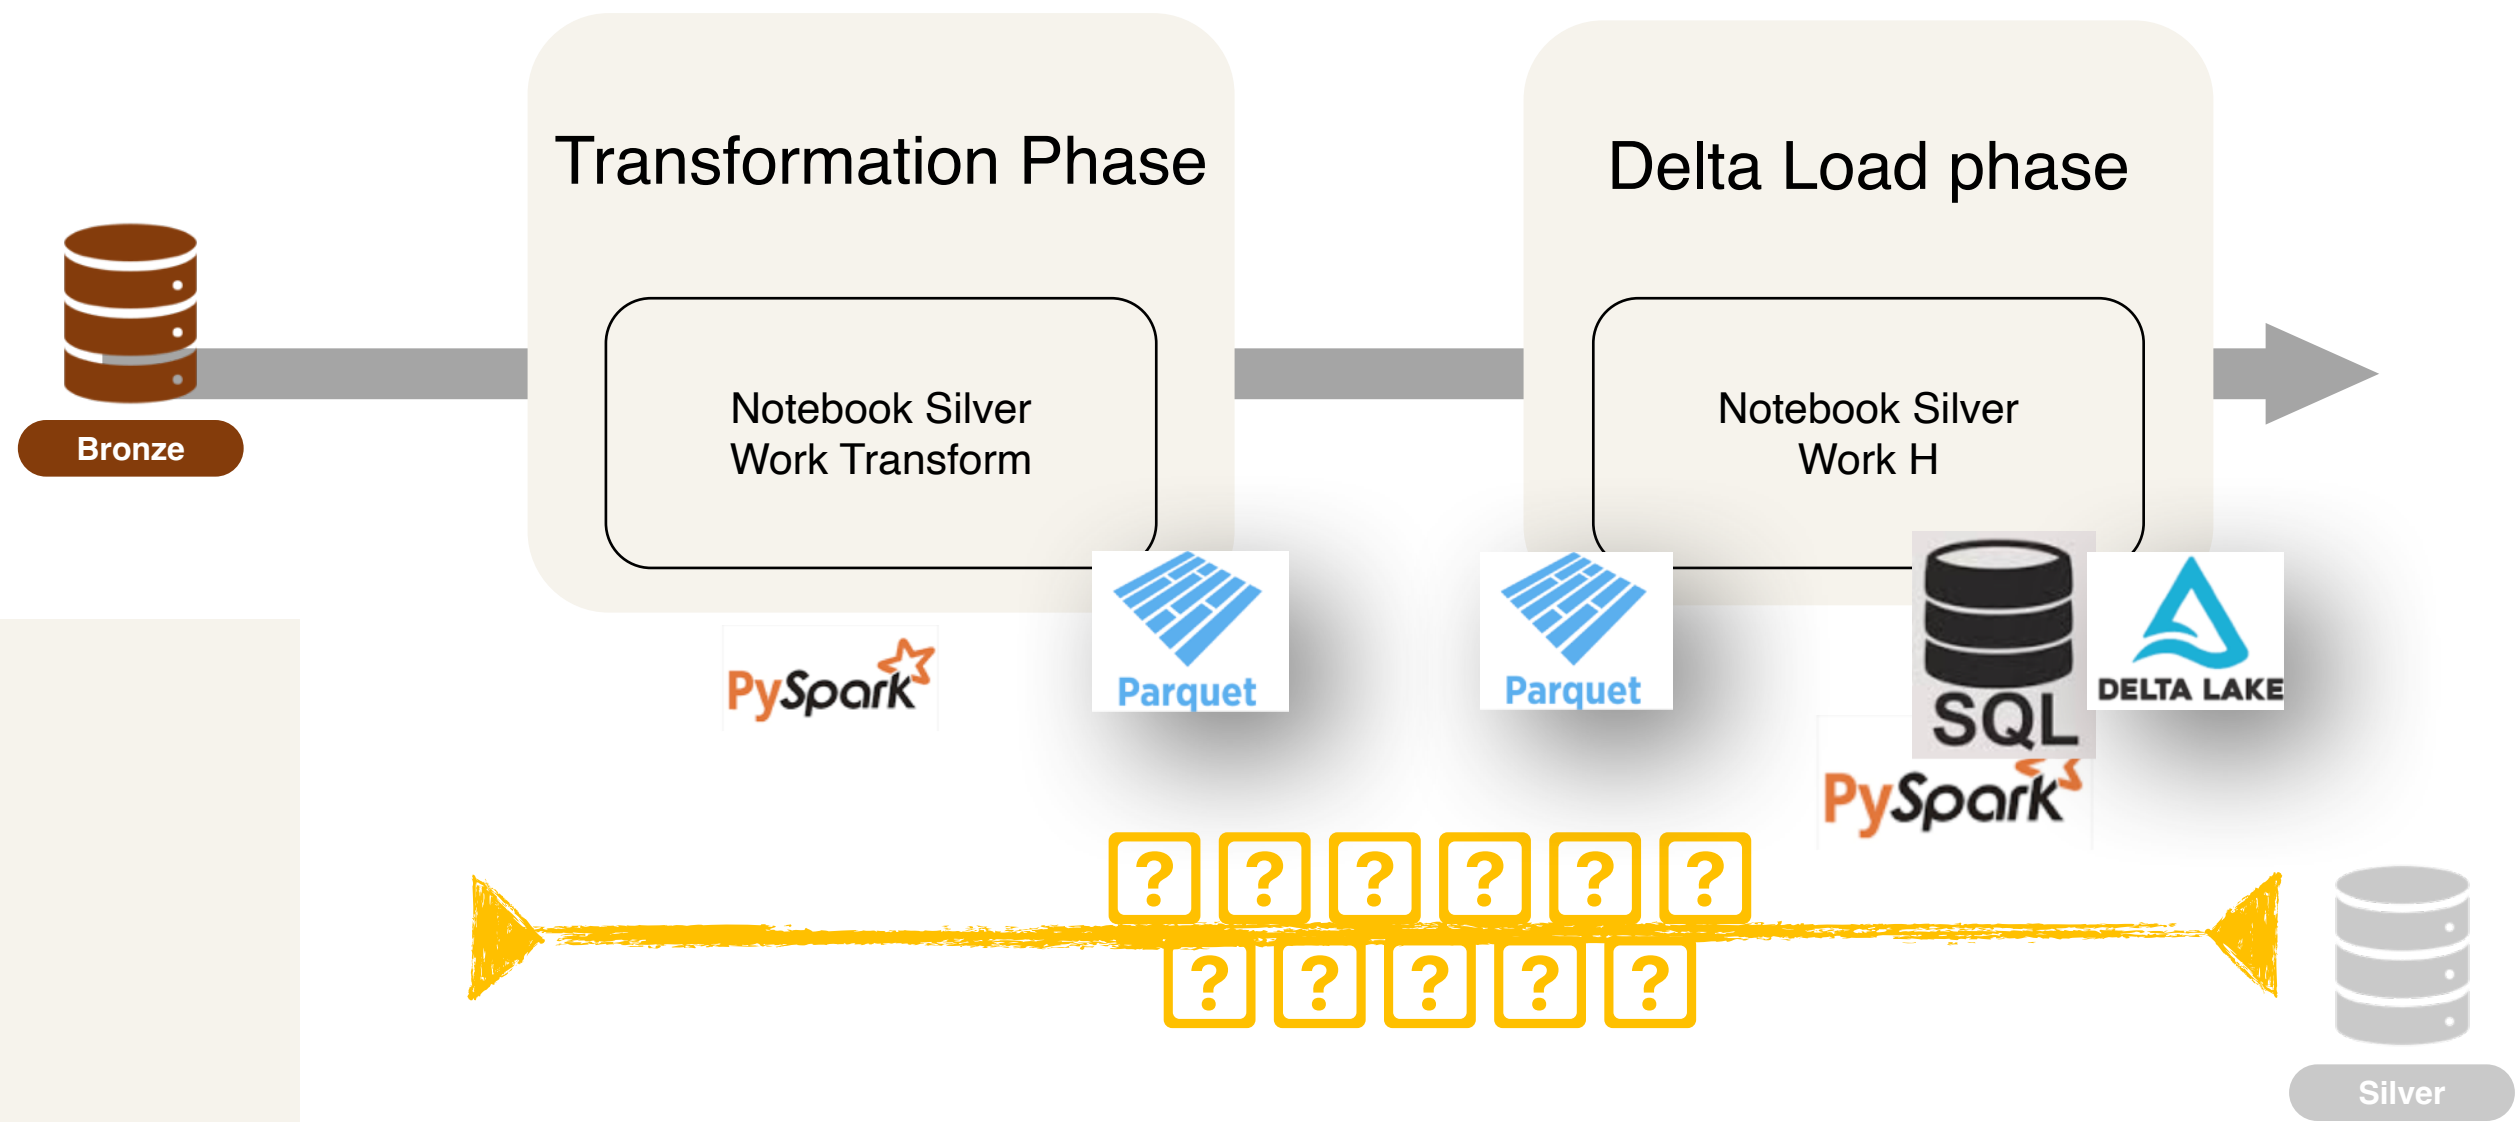 Transformation Phase
Delta Load phase
Notebook Silver
Work Transform
Notebook Silver
Work H
Bronze
PySpark
Parquet
Parquet
SQL
DELTA LAKE
PySpark
? ? ? ? ? ?
? ? ? ? ?
Silver